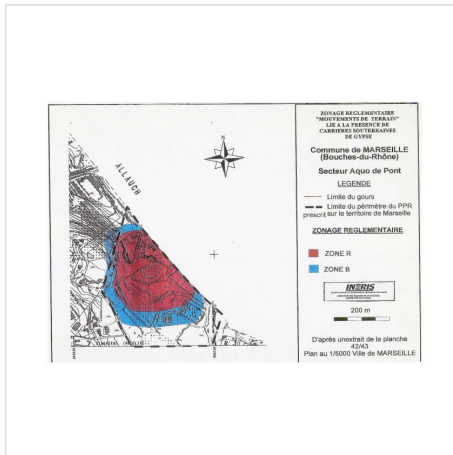 ALLAUCH
N
ZONAGE REGLEMENTAIRE
"MOUVEMENTS DE TERRAIN"
LIE A LA PRESENCE DE
CARRIERES SOUTERRAINES
DE GYPSE
Commune de MARSEILLE
(Bouches-du-Rhône)
Secteur Aquo de Pont
LEGENDE
Limite du gours
Limite du périmètre du PPR
prescrit sur le territoire de Marseille
ZONAGE REGLEMENTAIRE
ZONE R
ZONE B
INERIS
200 m
D'après unextrait de la planche
42/43
Plan au 1/5000 Ville de MARSEILLE